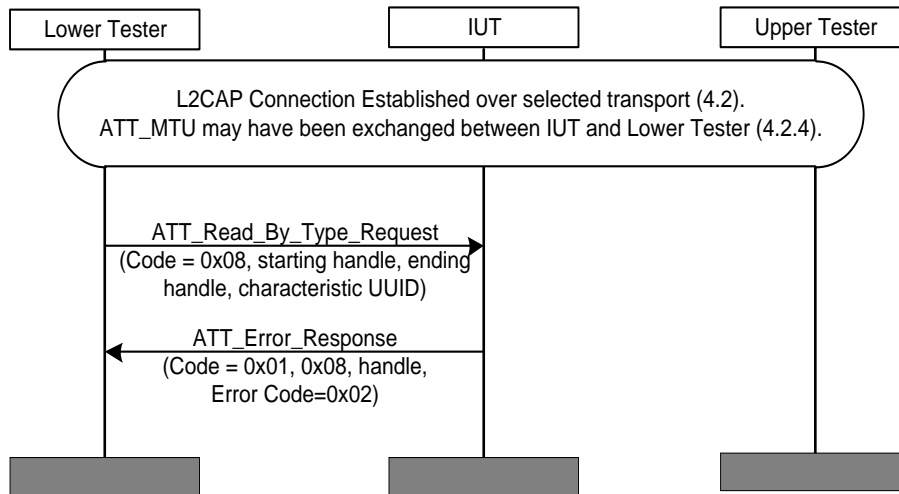 Lower Tester
IUT
Upper Tester
L2CAP Connection Established over selected transport (4.2).
ATT_MTU may have been exchanged between IUT and Lower Tester (4.2.4).
ATT_Read_By_Type_Request
(Code = 0x08, starting handle, ending
handle, characteristic UUID)
ATT_Error_Response
(Code = 0x01, 0x08, handle,
Error Code=0x02)